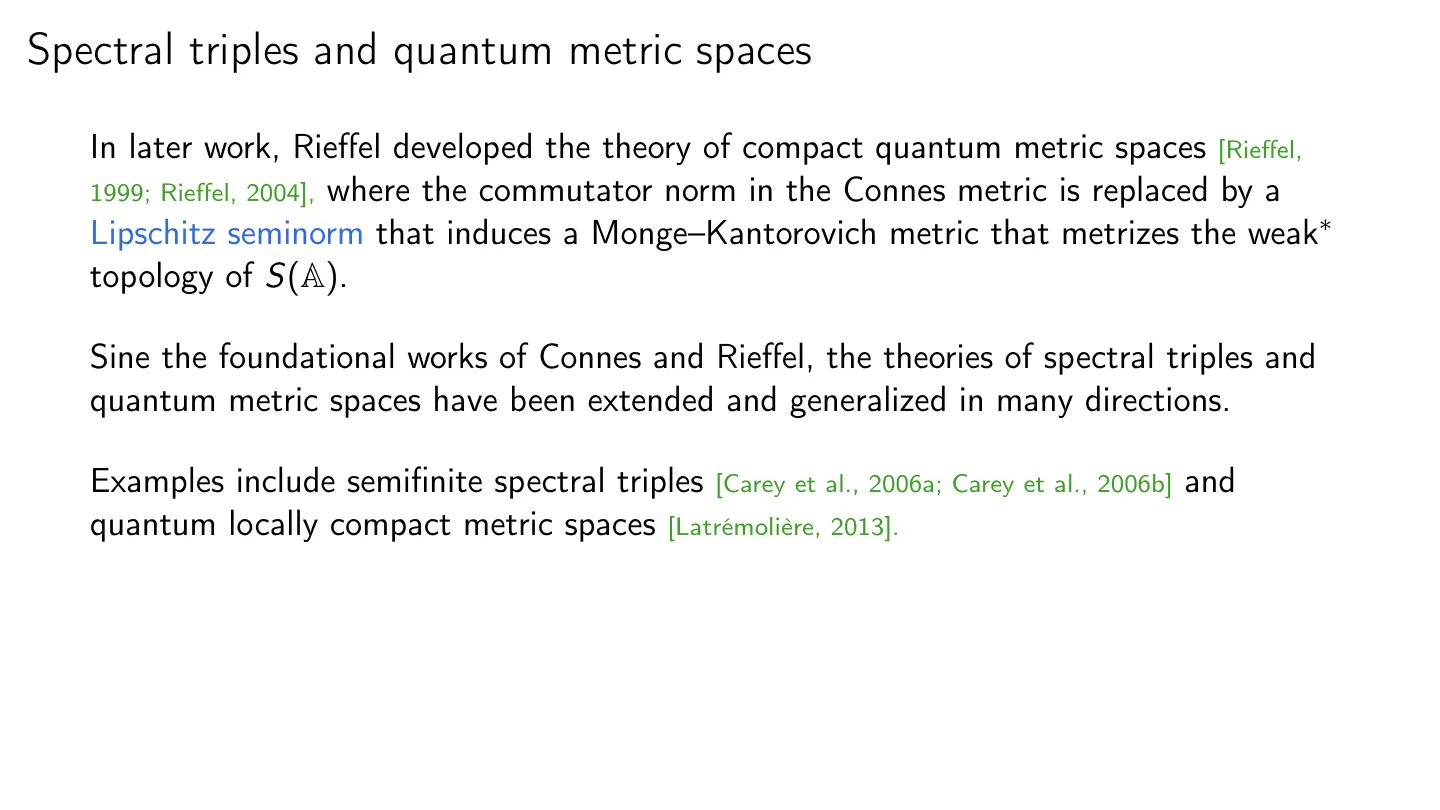 Spectral triples and quantum metric spaces
In later work, Rieffel developed the theory of compact quantum metric spaces [Rieffel,
1999; Rieffel, 2004], where the commutator norm in the Connes metric is replaced by a
Lipschitz seminorm that induces a Monge–Kantorovich metric that metrizes the weak*
topology of S(𝔸).
Sine the foundational works of Connes and Rieffel, the theories of spectral triples and
quantum metric spaces have been extended and generalized in many directions.
Examples include semifinite spectral triples [Carey et al., 2006a; Carey et al., 2006b] and
quantum locally compact metric spaces [Latrémolière, 2013].